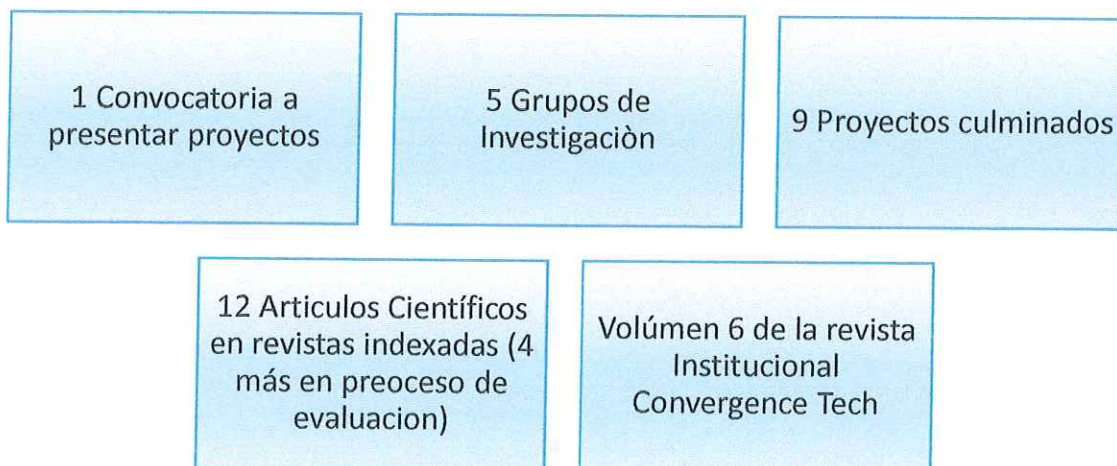 1 Convocatoria a
presentar proyectos
5 Grupos de
Investigaciòn
9 Proyectos culminados
12 Articulos Científicos
en revistas indexadas (4
más en preoceso de
evaluacion)
Volúmen 6 de la revista
Institucional
Convergence Tech